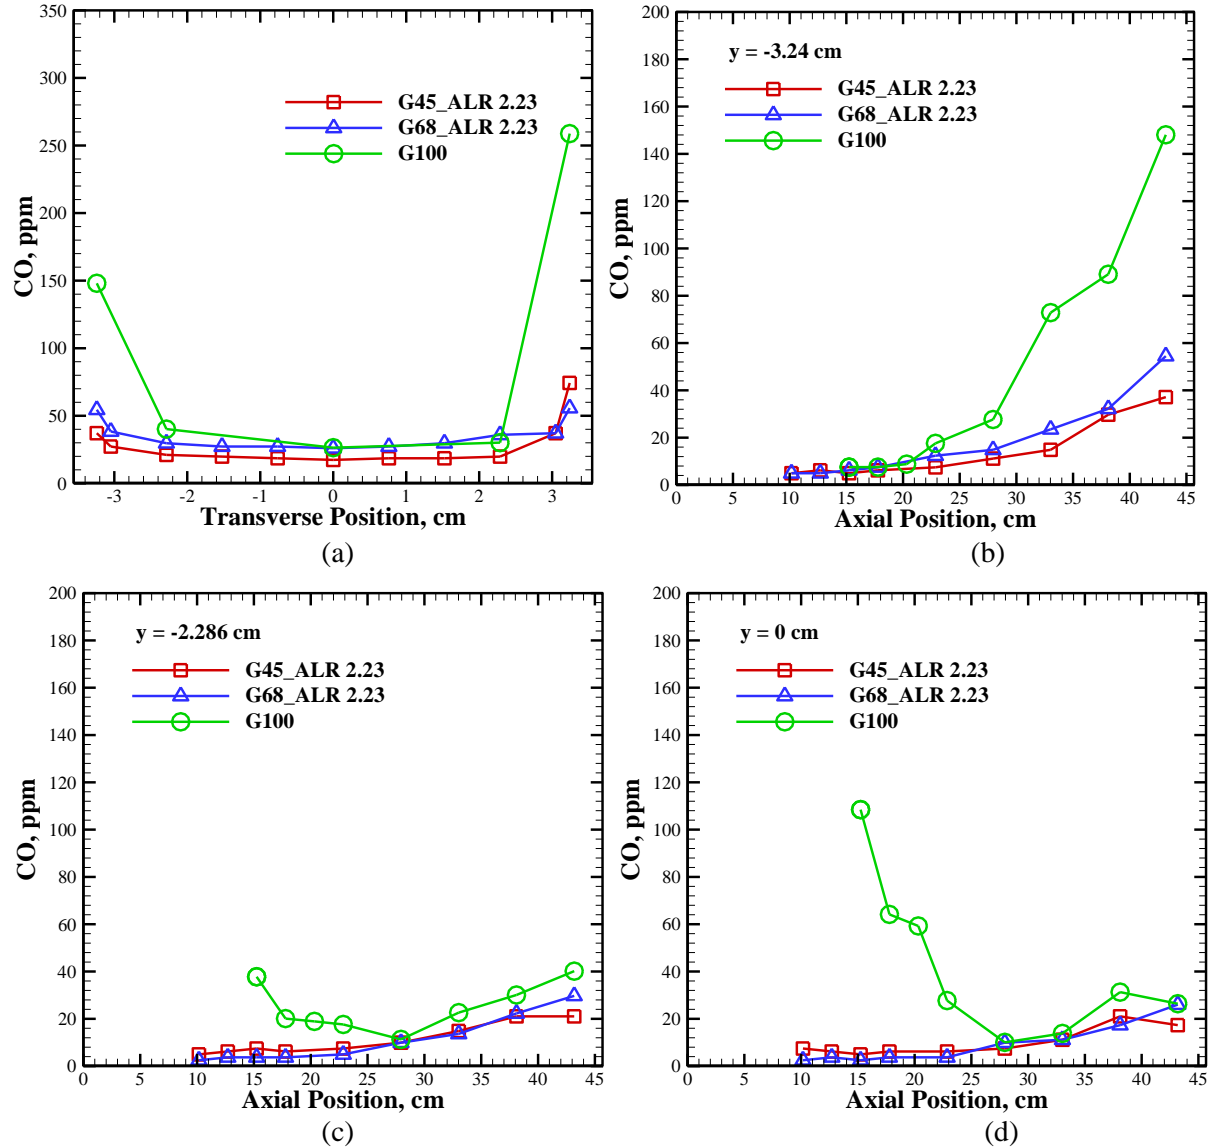 350
300
250
200
150
100
50
0
CO, ppm
G45_ALR 2.23
G68_ALR 2.23
G100
-3 -2 -1 0 1 2 3
Transverse Position, cm
(a)
200
180
160
140
120
100
80
60
40
20
0
CO, ppm
y = -3.24 cm
G45_ALR 2.23
G68_ALR 2.23
G100
0 5 10 15 20 25 30 35 40 45
Axial Position, cm
(b)
200
180
160
140
120
100
80
60
40
20
0
CO, ppm
y = -2.286 cm
G45_ALR 2.23
G68_ALR 2.23
G100
0 5 10 15 20 25 30 35 40 45
Axial Position, cm
(c)
200
180
160
140
120
100
80
60
40
20
0
CO, ppm
y = 0 cm
G45_ALR 2.23
G68_ALR 2.23
G100
0 5 10 15 20 25 30 35 40 45
Axial Position, cm
(d)